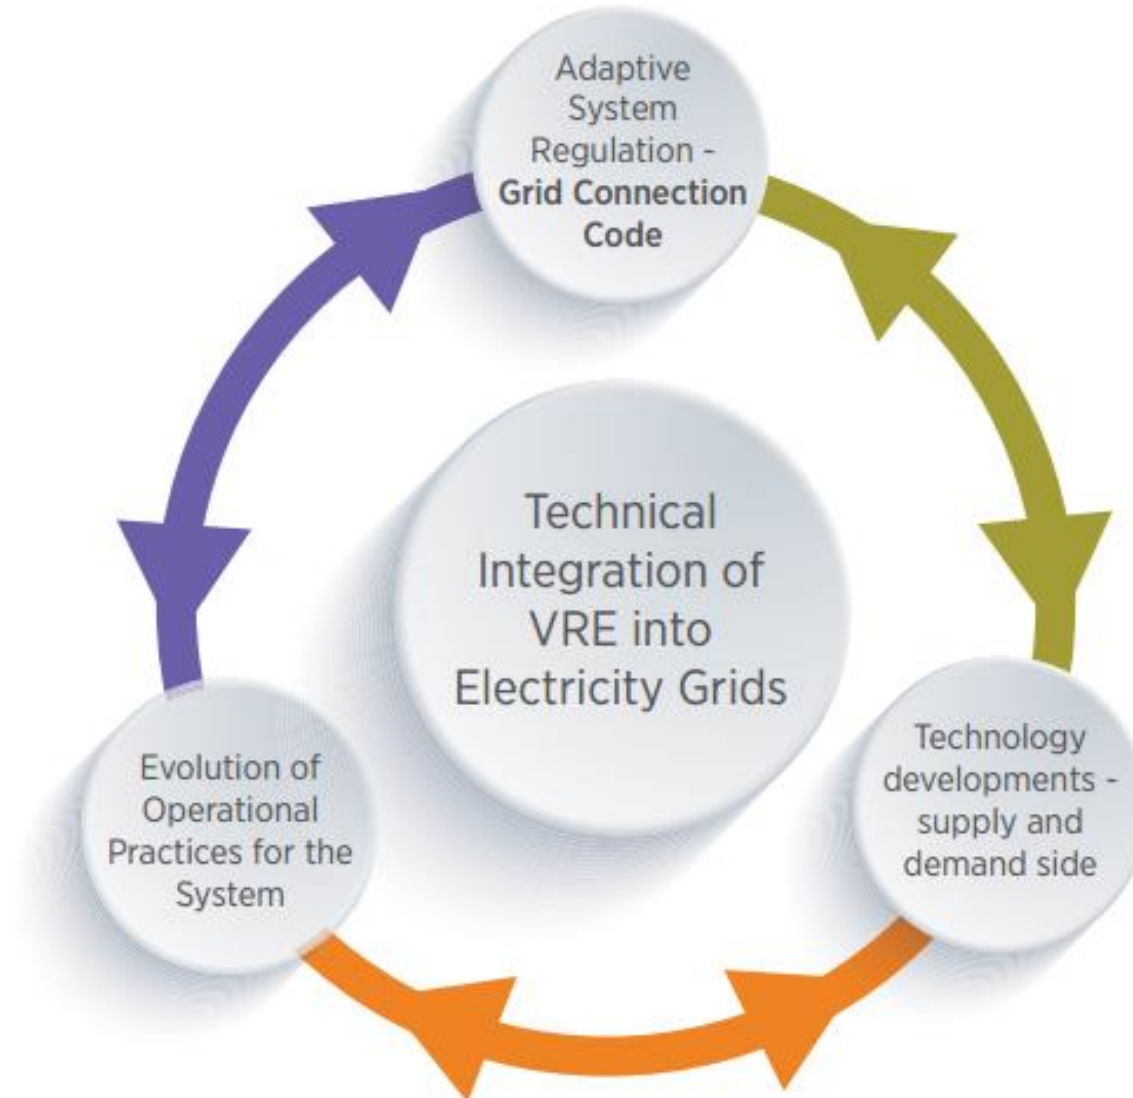 Adaptive
System
Regulation -
Grid Connection
Code
Technical
Integration of
VRE into
Electricity Grids
Evolution of
Operational
Practices for the
System
Technology
developments -
supply and
demand side